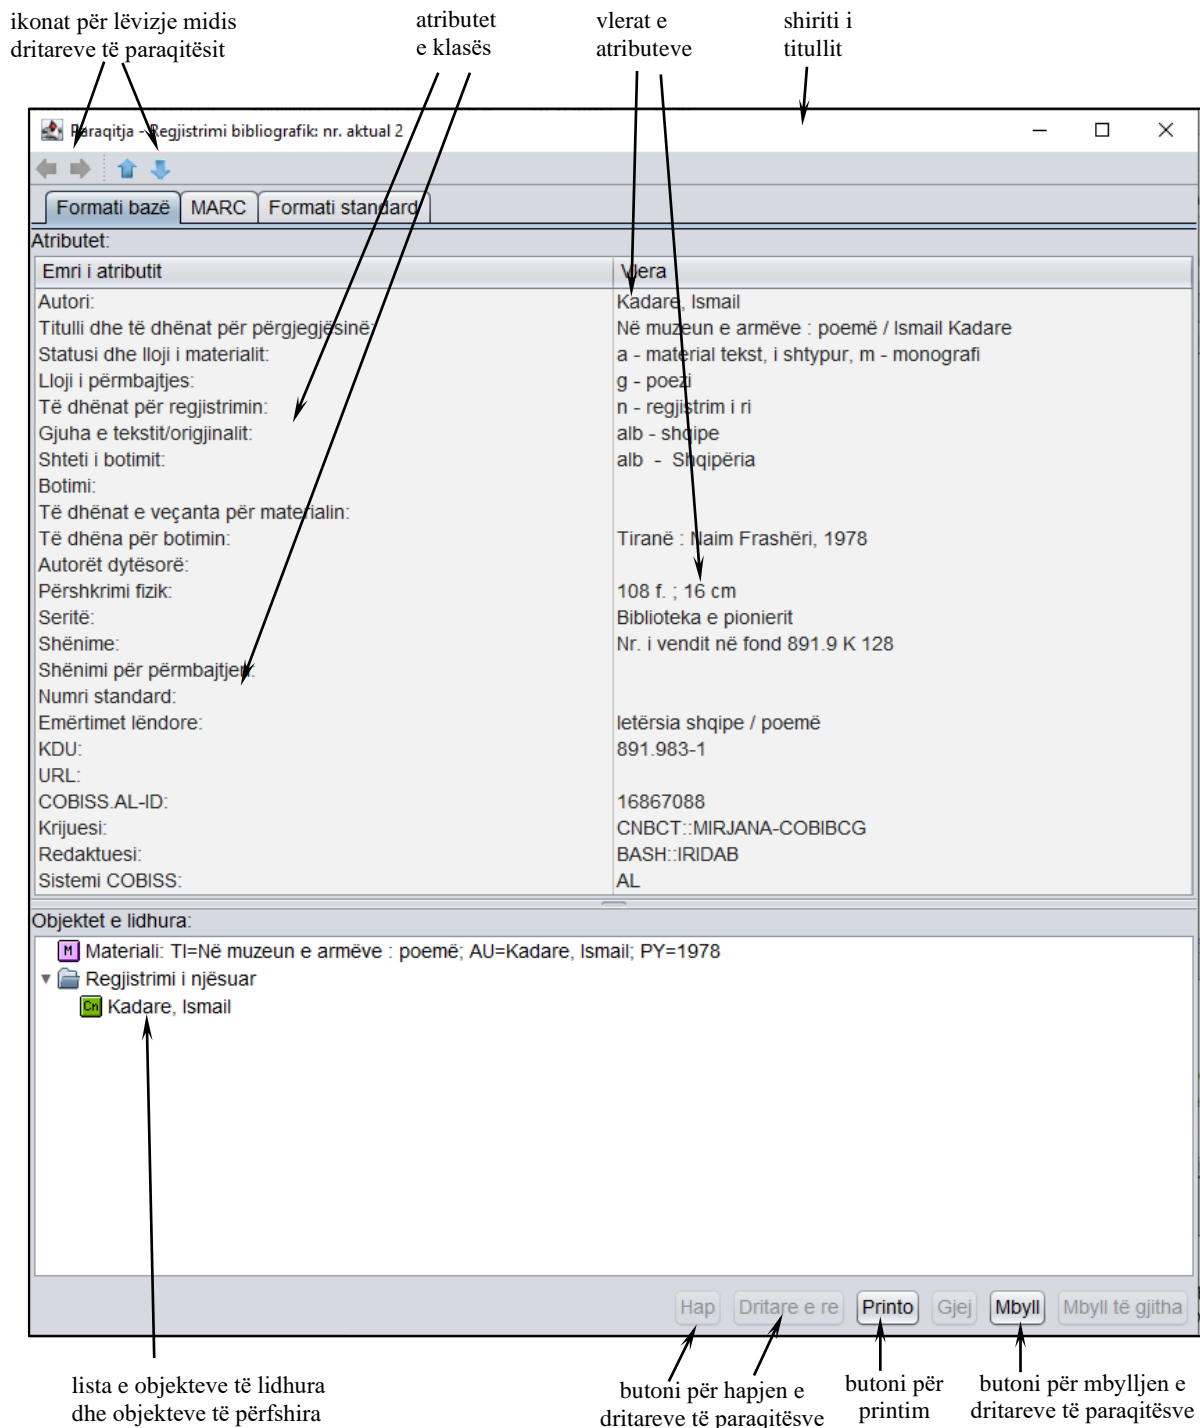 ikonat për lëvizje midis
dritareve të paraqitësit
atributet
e klasës
vlerat e
atributeve
shiriti i
titullit
Paraqitja - Regjistrimi bibliografik: nr. aktual 2
Formati bazë MARC Formati standard
Atributet:
Emri i atributit Vlera
Autori: Kadare, Ismail
Titulli dhe të dhënat për përgjegjësinë: Në muzeun e armëve : poemë / Ismail Kadare
Statusi dhe lloji i materialit: a - material tekst, i shtypur, m - monografi
Lloji i përmbajtjes: g - poezi
Të dhënat për regjistrimin: n - regjistrim i ri
Gjuha e tekstit/origjinalit: alb - shqipe
Shteti i botimit: alb - Shqipëria
Botimi:
Të dhënat e veçanta për materialin:
Të dhëna për botimin: Tiranë : Naim Frashëri, 1978
Autorët dytësorë:
Përshkrimi fizik: 108 f. ; 16 cm
Seritë: Biblioteka e pionierit
Shënime: Nr. i vendit në fond 891.9 K 128
Shënimi për përmbajtjen:
Numri standard:
Emërtimet lëndore: letërsia shqipe / poemë
KDU: 891.983-1
URL:
COBISS.AL-ID: 16867088
Krijuesi: CNBCT::MIRJANA-COBIBCG
Redaktuesi: BASH::IRIDAB
Sistemi COBISS: AL
Objektet e lidhura:
M Materiali: TI=Në muzeun e armëve : poemë; AU=Kadare, Ismail; PY=1978
Regjistrimi i njësuar
Cn Kadare, Ismail
Hap Dritare e re Printo Gjej Mbyll Mbyll të gjitha
lista e objekteve të lidhura
dhe objekteve të përfshira
butoni për hapjen e
dritareve të paraqitësve
butoni për
printim
butoni për mbylljen e
dritareve të paraqitësve